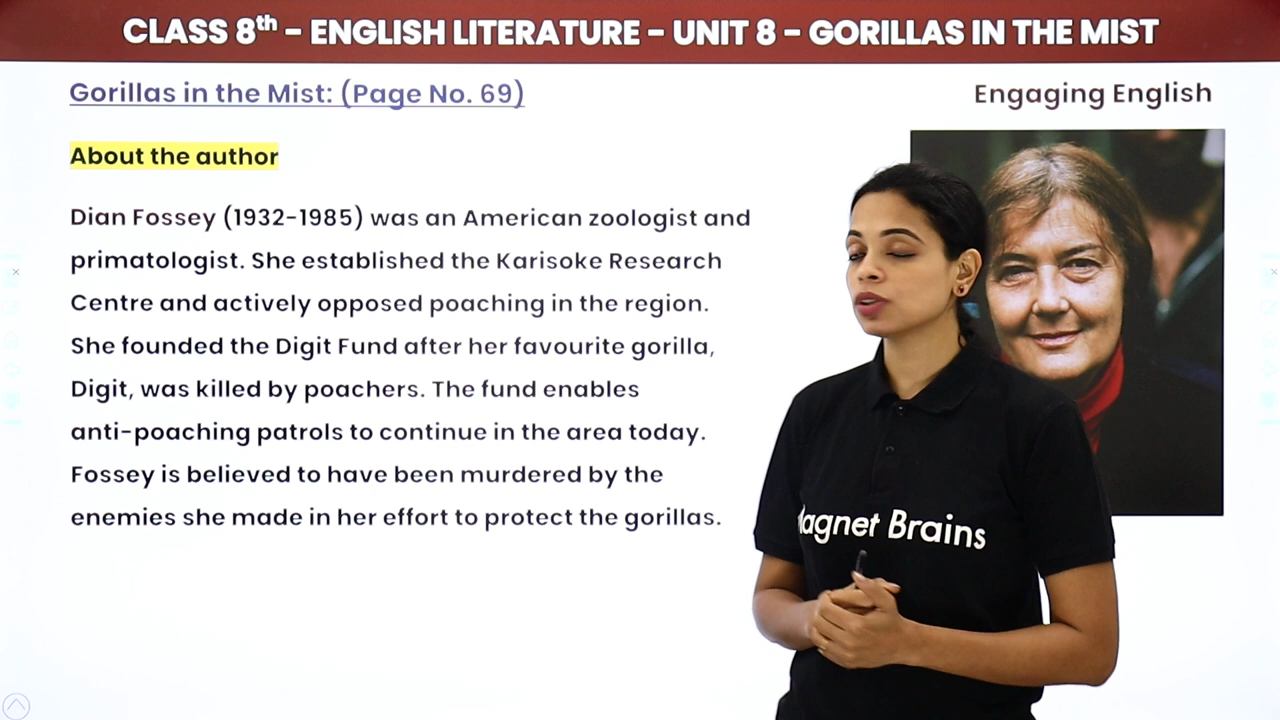 CLASS 8th – ENGLISH LITERATURE – UNIT 8 – GORILLAS IN THE MIST
Gorillas in the Mist: (Page No. 69)
Engaging English
About the author
Dian Fossey (1932-1985) was an American zoologist and
primatologist. She established the Karisoke Research
Centre and actively opposed poaching in the region.
She founded the Digit Fund after her favourite gorilla,
Digit, was killed by poachers. The fund enables
anti-poaching patrols to continue in the area today.
Fossey is believed to have been murdered by the
enemies she made in her effort to protect the gorillas.
agnet Brains